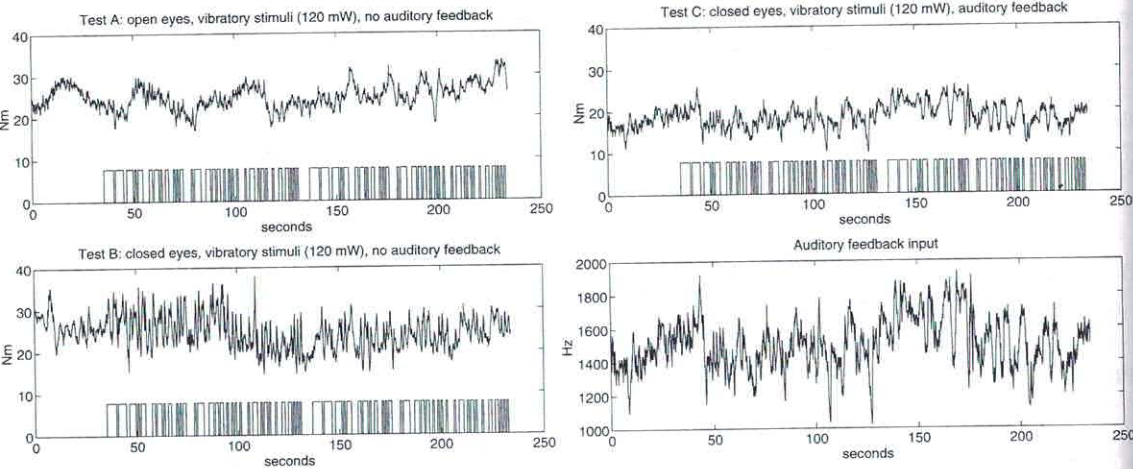 Test A: open eyes, vibratory stimuli (120 mW), no auditory feedback
40
30
20
10
0
Nm
0 50 100 150 200 250
seconds
Test C: closed eyes, vibratory stimuli (120 mW), auditory feedback
40
30
20
10
0
Nm
0 50 100 150 200 250
seconds
Test B: closed eyes, vibratory stimuli (120 mW), no auditory feedback
40
30
20
10
0
Nm
0 50 100 150 200 250
seconds
Auditory feedback input
2000
1800
1600
1400
1200
1000
Hz
0 50 100 150 200 250
seconds